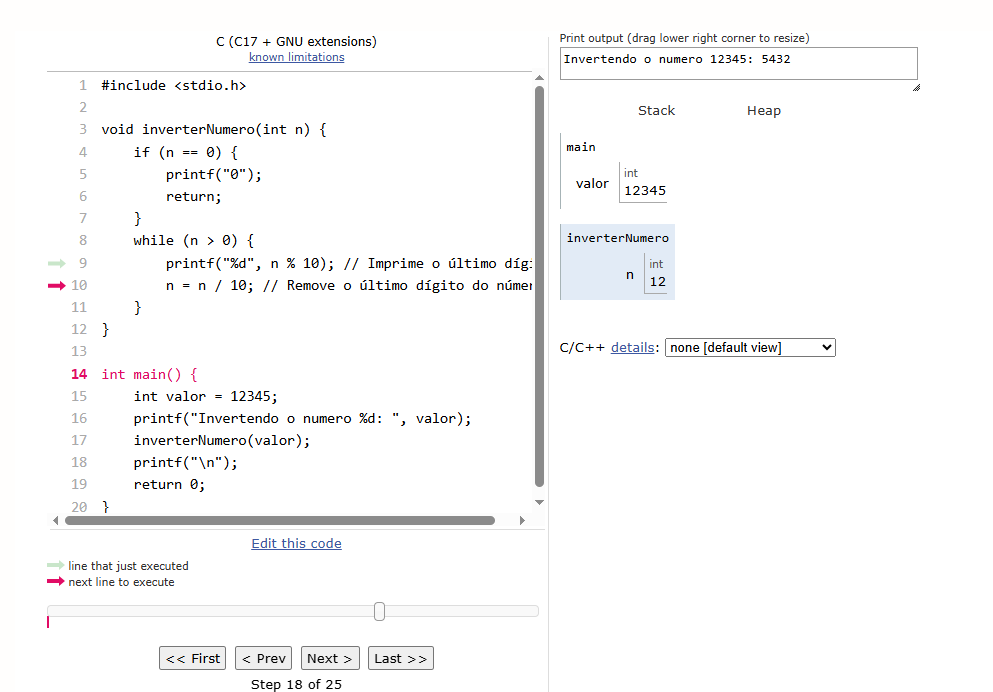 C (C17 + GNU extensions)
known limitations
1 #include <stdio.h>
2
3 void inverterNumero(int n) {
4     if (n == 0) {
5         printf("0");
6         return;
7     }
8     while (n > 0) {
9         printf("%d", n % 10); // Imprime o último dígi
10         n = n / 10; // Remove o último dígito do númer
11     }
12 }
13
14 int main() {
15     int valor = 12345;
16     printf("Invertendo o numero %d: ", valor);
17     inverterNumero(valor);
18     printf("\n");
19     return 0;
20 }
Edit this code
line that just executed
next line to execute
<< First < Prev Next > Last >>
Step 18 of 25
Print output (drag lower right corner to resize)
Invertendo o numero 12345: 5432
Stack Heap
main
int
valor 12345
inverterNumero
int
n 12
C/C++ details: none [default view]